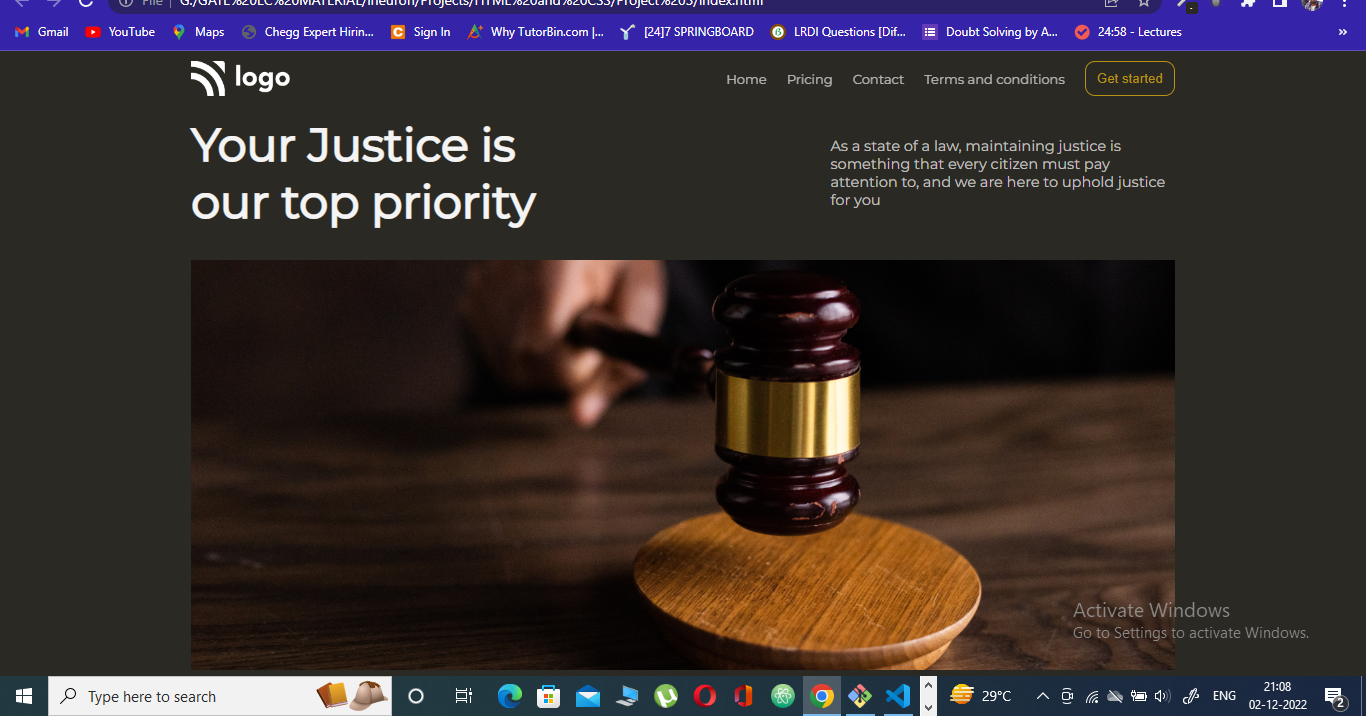 File | G:/GATE%20EC%20MATERIAL/ineuron/Projects/HTML%20and%20CSS/Project%203/index.html
Gmail YouTube Maps Chegg Expert Hirin... Sign In Why TutorBin.com |... [24]7 SPRINGBOARD LRDI Questions [Dif... Doubt Solving by A... 24:58 - Lectures »
logo Home Pricing Contact Terms and conditions Get started
Your Justice is
our top priority
As a state of a law, maintaining justice is
something that every citizen must pay
attention to, and we are here to uphold justice
for you
Activate Windows
Go to Settings to activate Windows.
Type here to search 29°C ENG 21:08
02-12-2022 2